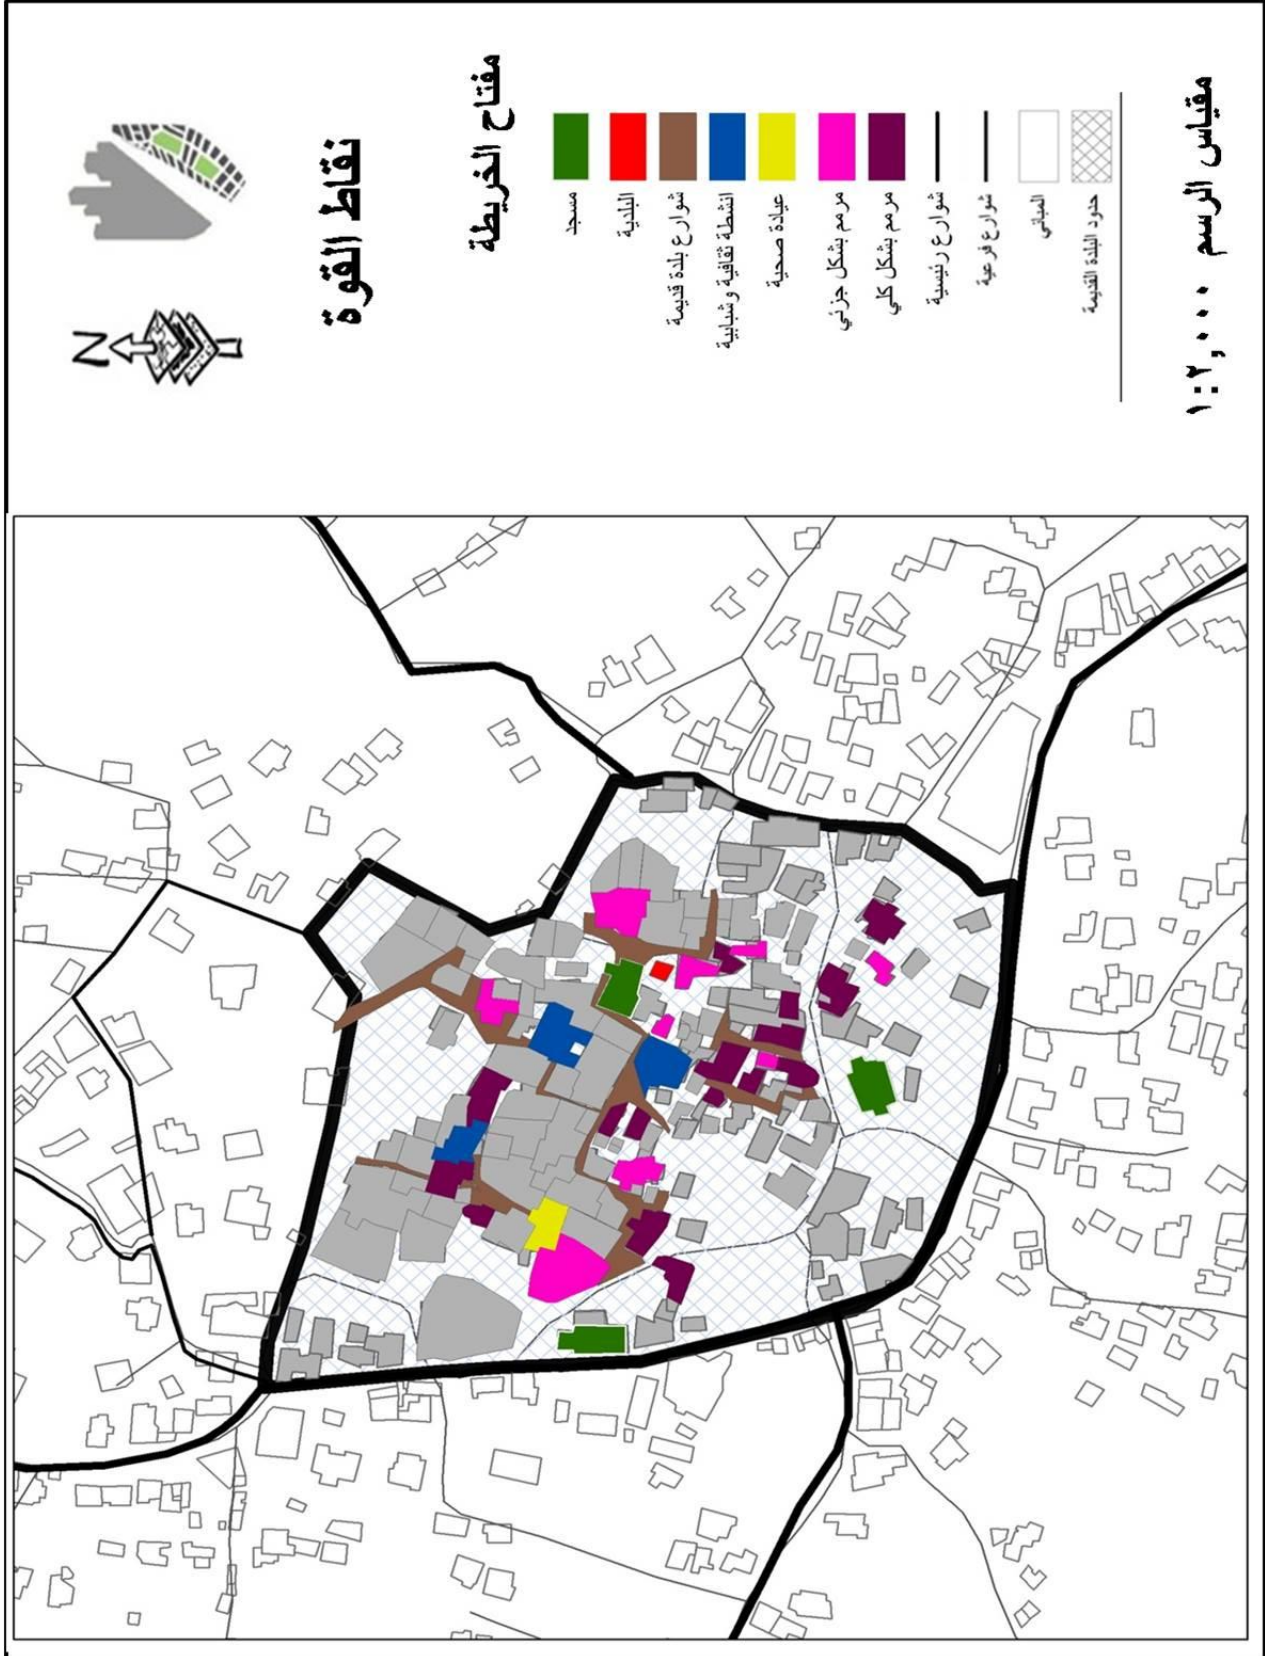 N
نقاط القوة
مفتاح الخريطة
مسجد
البلدية
شوارع بلدة قديمة
انشطة ثقافية وشبابية
عيادة صحية
مرمم بشكل جزئي
مرمم بشكل كلي
شوارع رئيسية
شوارع فرعية
المباني
حدود البلدة القديمة
مقياس الرسم ١:٢,٠٠٠